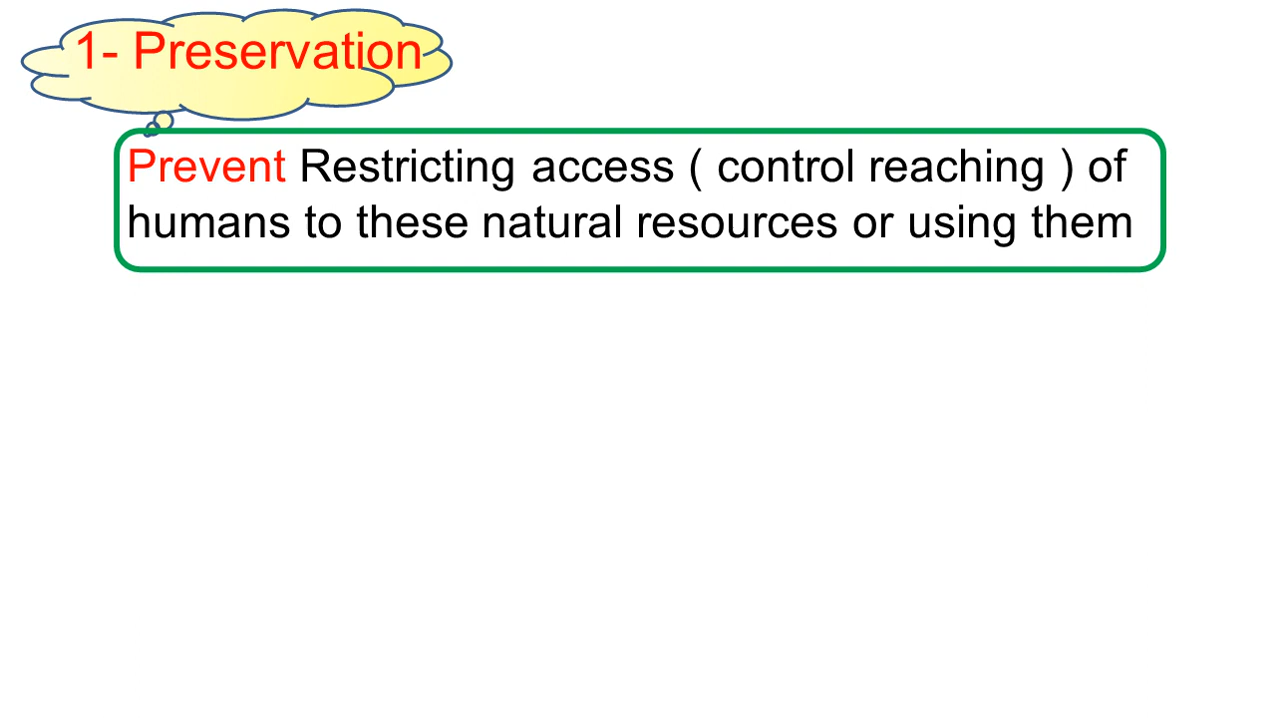 1- Preservation
Prevent Restricting access ( control reaching ) of
humans to these natural resources or using them